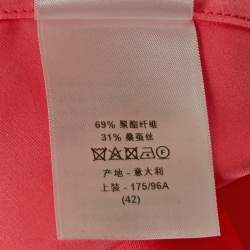 69% 聚酯纤维
31% 桑蚕丝
产地 - 意大利
上装 - 175/96A
(42)